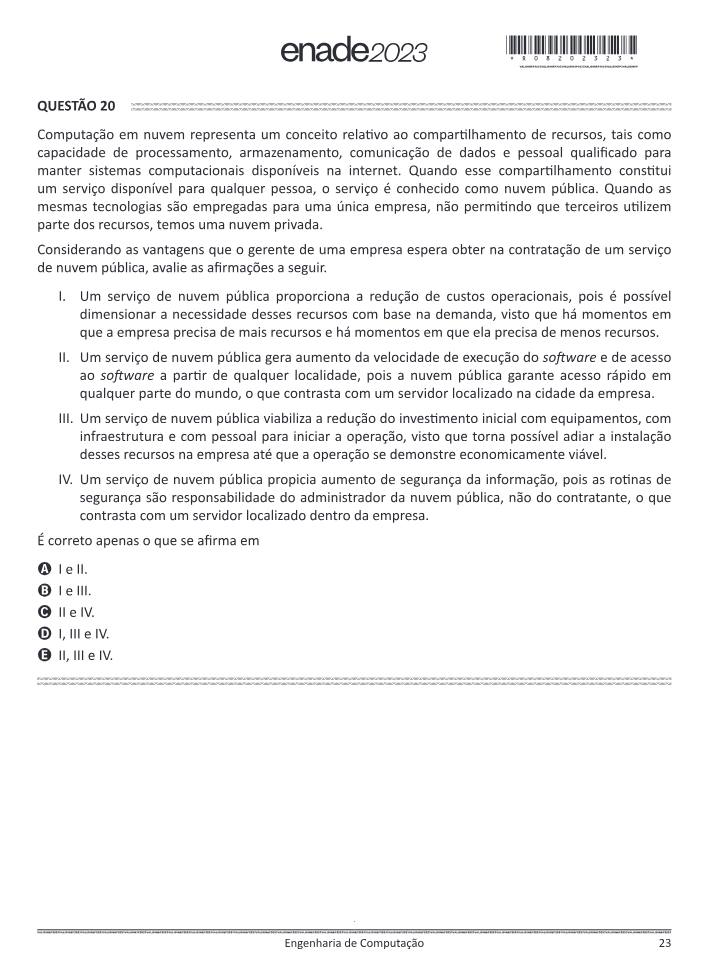 enade2023
*R0820232 3*
QUESTÃO 20
Computação em nuvem representa um conceito relativo ao compartilhamento de recursos, tais como
capacidade de processamento, armazenamento, comunicação de dados e pessoal qualificado para
manter sistemas computacionais disponíveis na internet. Quando esse compartilhamento constitui
um serviço disponível para qualquer pessoa, o serviço é conhecido como nuvem pública. Quando as
mesmas tecnologias são empregadas para uma única empresa, não permitindo que terceiros utilizem
parte dos recursos, temos uma nuvem privada.
Considerando as vantagens que o gerente de uma empresa espera obter na contratação de um serviço
de nuvem pública, avalie as afirmações a seguir.
I. Um serviço de nuvem pública proporciona a redução de custos operacionais, pois é possível
dimensionar a necessidade desses recursos com base na demanda, visto que há momentos em
que a empresa precisa de mais recursos e há momentos em que ela precisa de menos recursos.
II. Um serviço de nuvem pública gera aumento da velocidade de execução do software e de acesso
ao software a partir de qualquer localidade, pois a nuvem pública garante acesso rápido em
qualquer parte do mundo, o que contrasta com um servidor localizado na cidade da empresa.
III. Um serviço de nuvem pública viabiliza a redução do investimento inicial com equipamentos, com
infraestrutura e com pessoal para iniciar a operação, visto que torna possível adiar a instalação
desses recursos na empresa até que a operação se demonstre economicamente viável.
IV. Um serviço de nuvem pública propicia aumento de segurança da informação, pois as rotinas de
segurança são responsabilidade do administrador da nuvem pública, não do contratante, o que
contrasta com um servidor localizado dentro da empresa.
É correto apenas o que se afirma em
A I e II.
B I e III.
C II e IV.
D I, III e IV.
E II, III e IV.
Engenharia de Computação
23